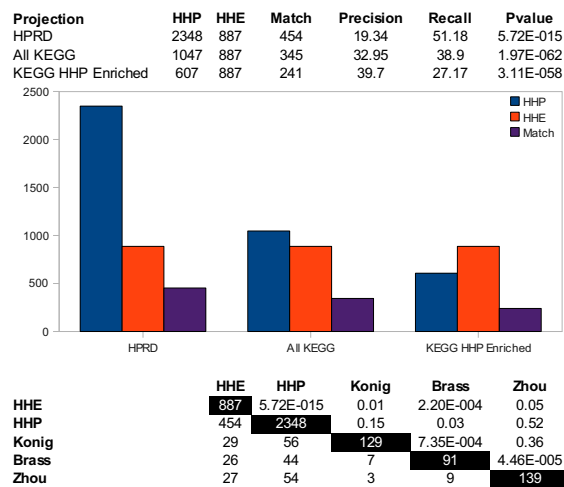 Projection HHP HHE Match Precision Recall Pvalue
HPRD 2348 887 454 19.34 51.18 5.72E-015
All KEGG 1047 887 345 32.95 38.9 1.97E-062
KEGG HHP Enriched 607 887 241 39.7 27.17 3.11E-058
2500
2000
1500
1000
500
0
HHP
HHE
Match
HPRD All KEGG KEGG HHP Enriched
HHE HHP Konig Brass Zhou
HHE 887 5.72E-015 0.01 2.20E-004 0.05
HHP 454 2348 0.15 0.03 0.52
Konig 29 56 129 7.35E-004 0.36
Brass 26 44 7 91 4.46E-005
Zhou 27 54 3 9 139